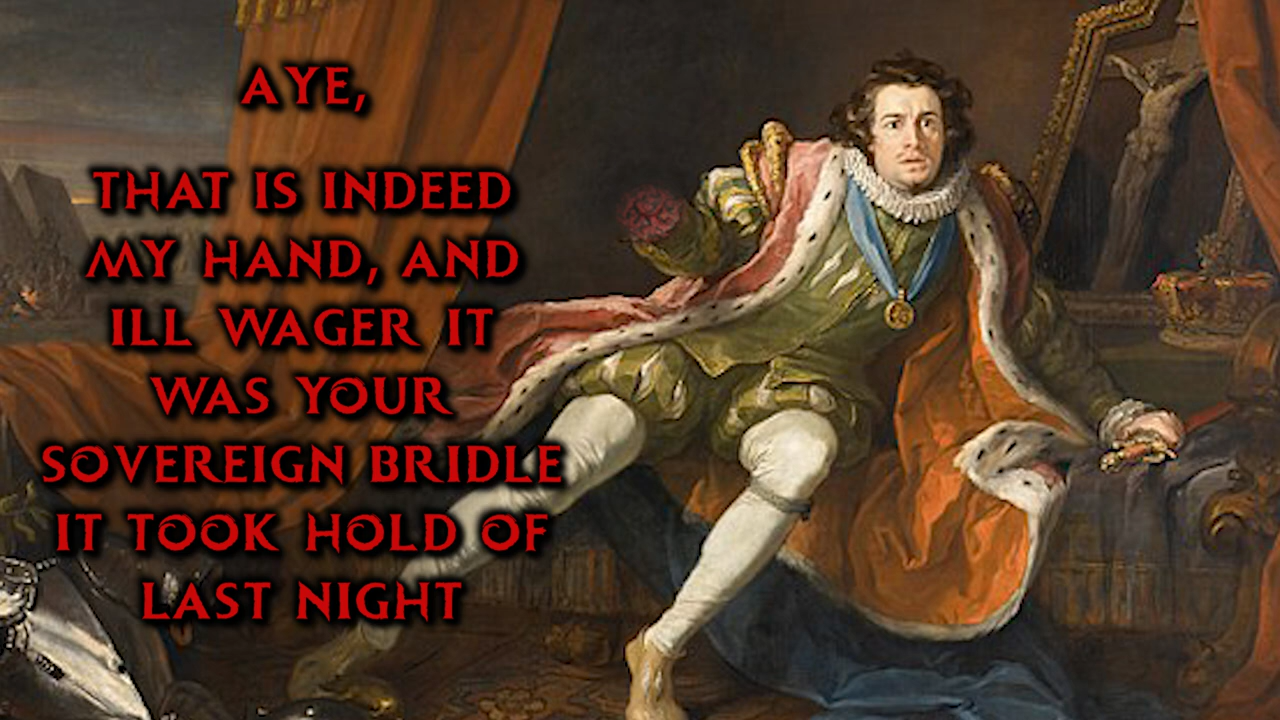 AYE,
THAT IS INDEED
MY HAND, AND
ILL WAGER IT
WAS YOUR
SOVEREIGN BRIDLE
IT TOOK HOLD OF
LAST NIGHT